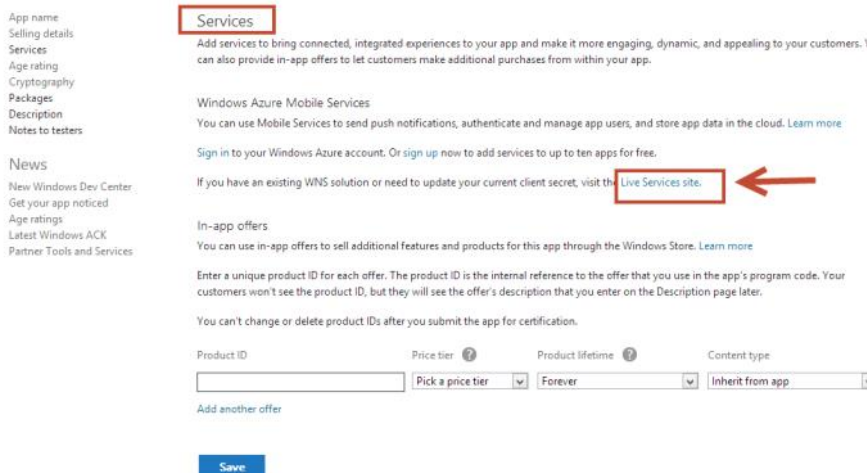 App name
Selling details
Services
Age rating
Cryptography
Packages
Description
Notes to testers
News
New Windows Dev Center
Get your app noticed
Age ratings
Latest Windows ACK
Partner Tools and Services
Services
Add services to bring connected, integrated experiences to your app and make it more engaging, dynamic, and appealing to your customers.
can also provide in-app offers to let customers make additional purchases from within your app.
Windows Azure Mobile Services
You can use Mobile Services to send push notifications, authenticate and manage app users, and store app data in the cloud. Learn more
Sign in to your Windows Azure account. Or sign up now to add services to up to ten apps for free.
If you have an existing WNS solution or need to update your current client secret, visit the Live Services site.
In-app offers
You can use in-app offers to sell additional features and products for this app through the Windows Store. Learn more
Enter a unique product ID for each offer. The product ID is the internal reference to the offer that you use in the app's program code. Your
customers won't see the product ID, but they will see the offer's description that you enter on the Description page later.
You can't change or delete product IDs after you submit the app for certification.
Product ID Price tier ? Product lifetime ? Content type
Pick a price tier Forever Inherit from app
Add another offer
Save